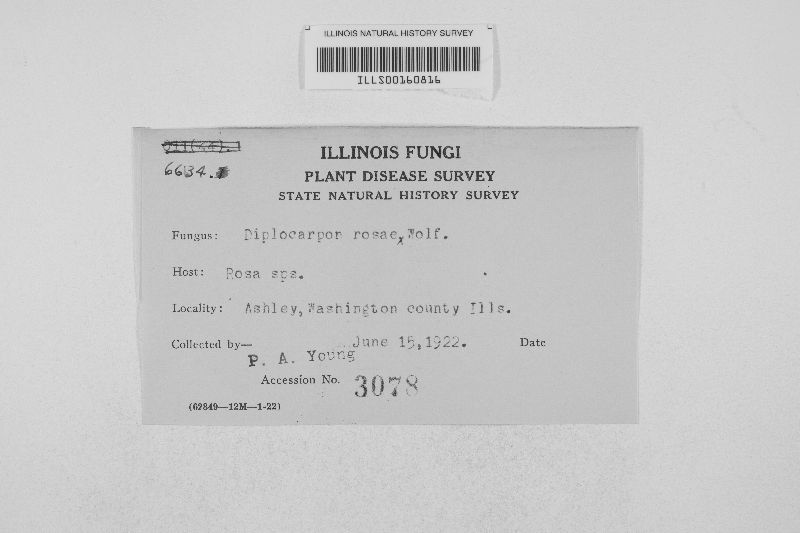 ILLINOIS NATURAL HISTORY SURVEY
ILLS00160816
6634.
ILLINOIS FUNGI
PLANT DISEASE SURVEY
STATE NATURAL HISTORY SURVEY
Fungus: Diplocarpon rosae, Wolf.
Host: Rosa sps.
Locality: Ashley, Washington county Ills.
Collected by— June 15, 1922. Date
P. A. Young
Accession No. 3078
(62849—12M—1-22)